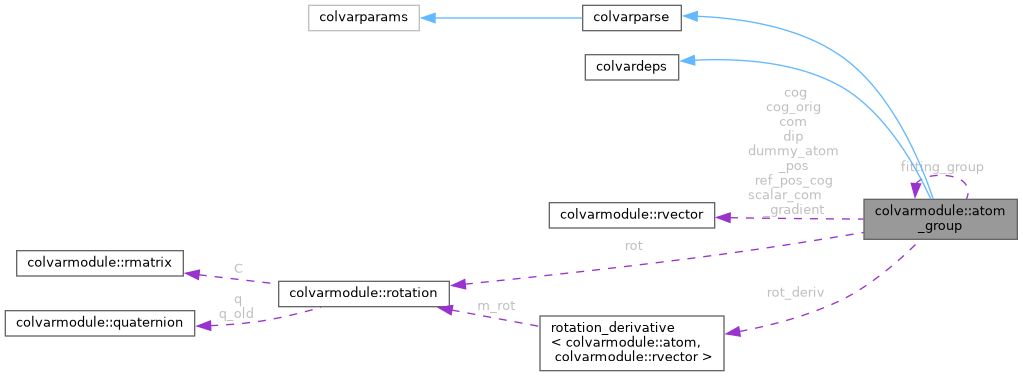 colvarparams
colvarparse
colvardeps
cog
cog_orig
com
dip
dummy_atom
_pos
ref_pos_cog
scalar_com
_gradient
fitting_group
colvarmodule::atom
_group
colvarmodule::rvector
rot
colvarmodule::rmatrix
C
colvarmodule::rotation
rot_deriv
q
q_old
colvarmodule::quaternion
m_rot
rotation_derivative
< colvarmodule::atom,
colvarmodule::rvector >